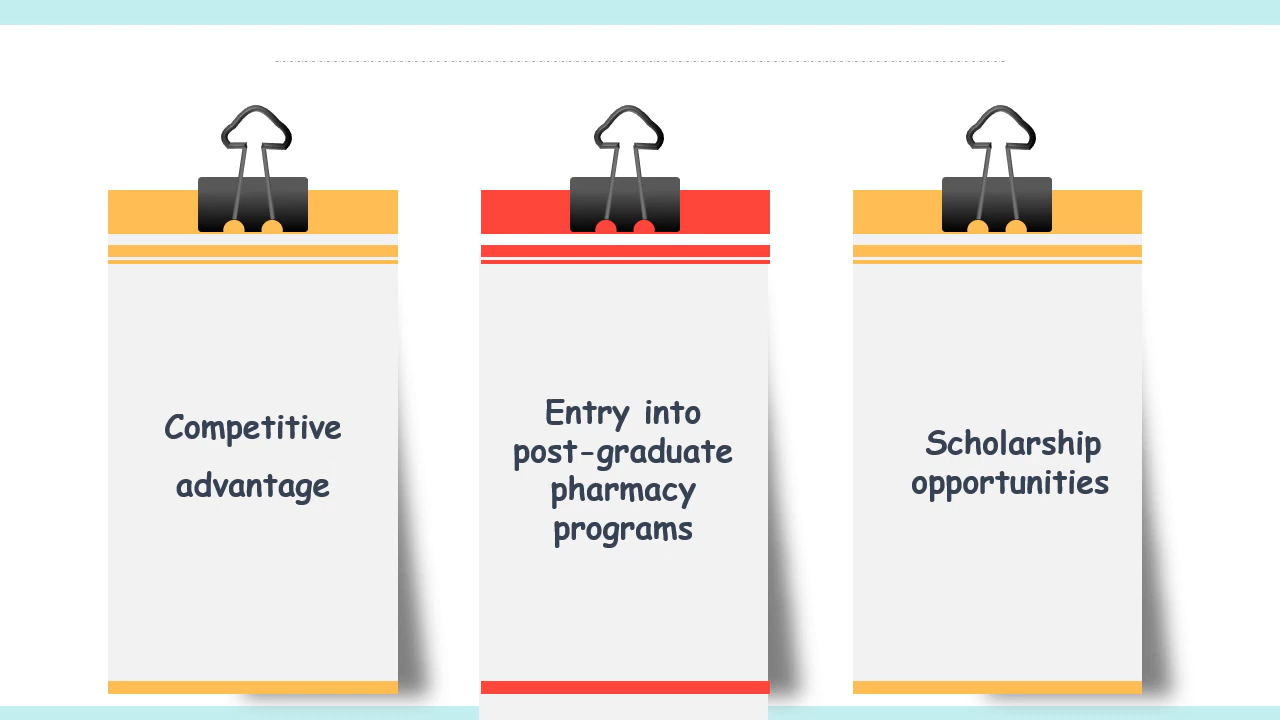 Competitive
advantage
Entry into
post-graduate
pharmacy
programs
Scholarship
opportunities